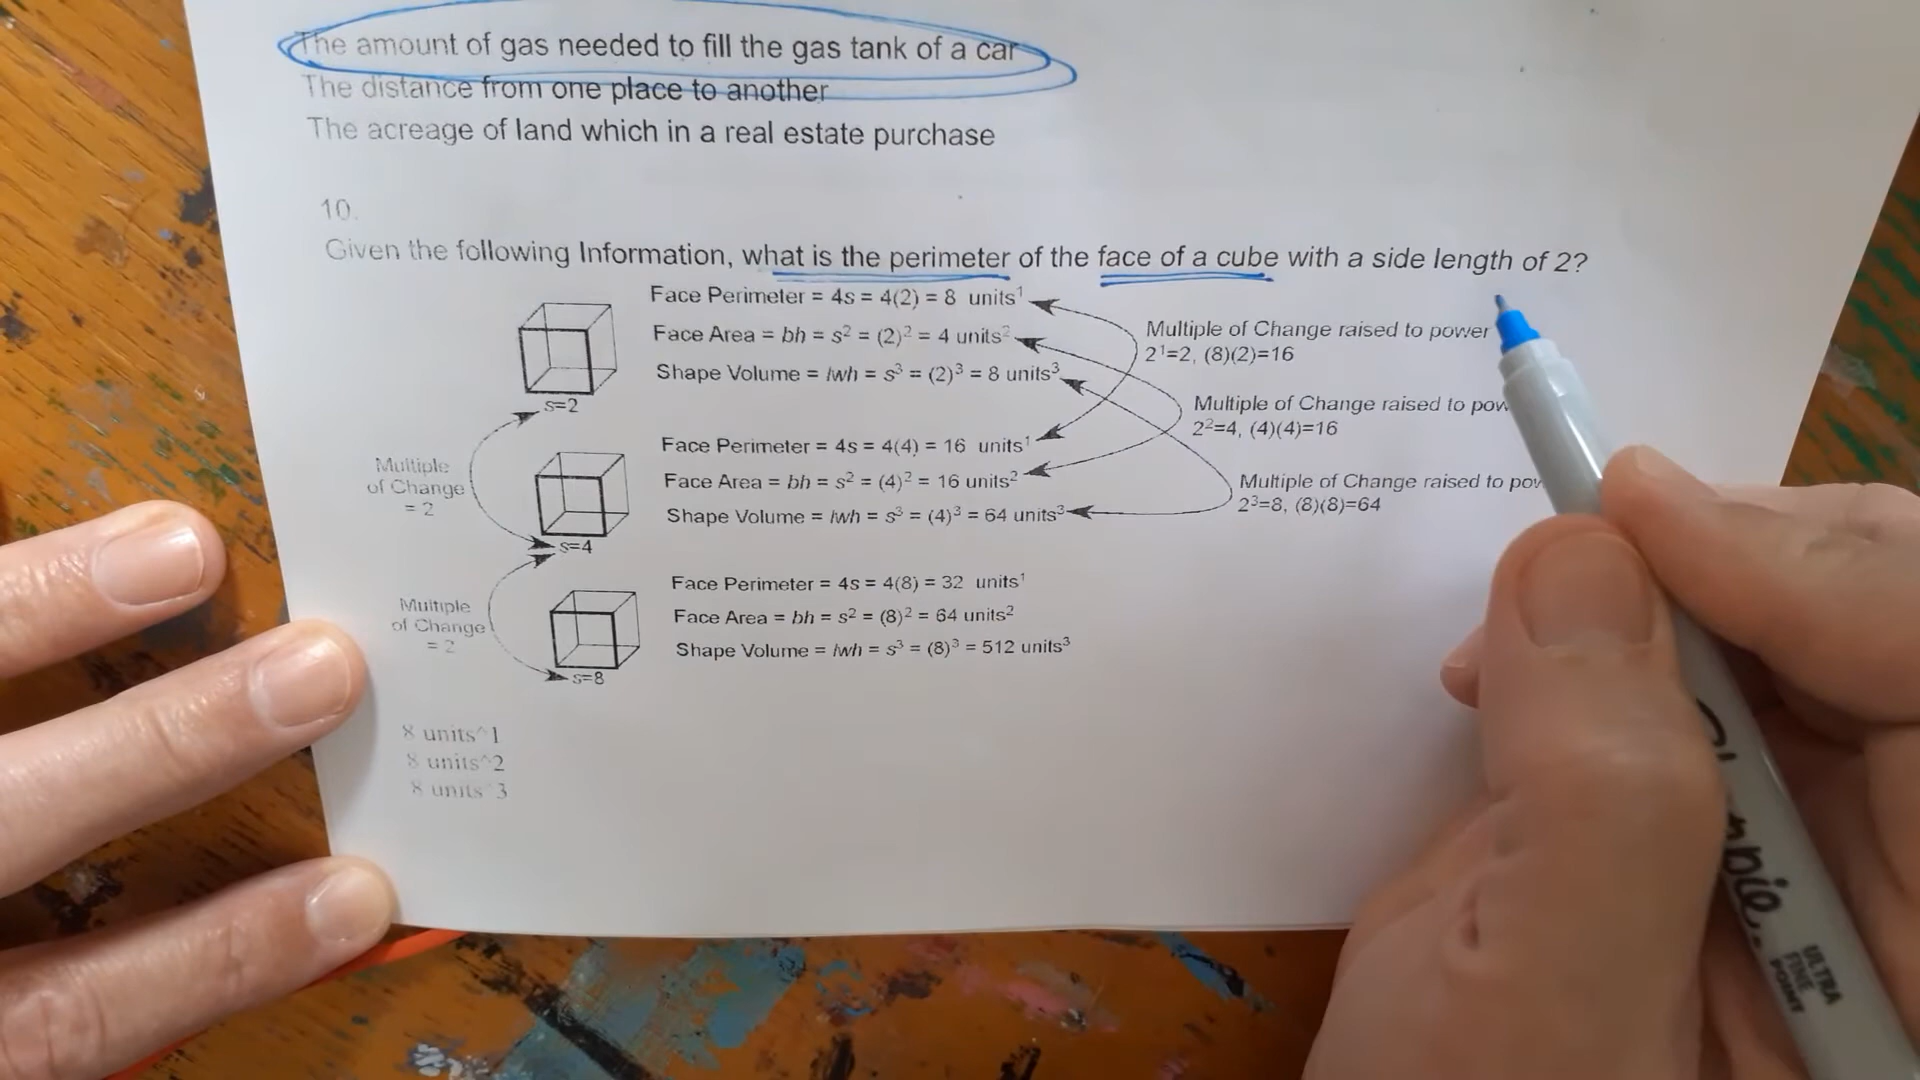 The amount of gas needed to fill the gas tank of a car
The distance from one place to another
The acreage of land which in a real estate purchase
10.
Given the following Information, what is the perimeter of the face of a cube with a side length of 2?
Face Perimeter = 4s = 4(2) = 8 units¹
Face Area = bh = s² = (2)² = 4 units²
Shape Volume = lwh = s³ = (2)³ = 8 units³
s=2
Multiple of Change raised to power
2¹=2, (8)(2)=16
Multiple of Change raised to
2²=4, (4)(4)=16
Multiple of Change raised to
2³=8, (8)(8)=64
Multiple
of Change
= 2
Face Perimeter = 4s = 4(4) = 16 units¹
Face Area = bh = s² = (4)² = 16 units²
Shape Volume = lwh = s³ = (4)³ = 64 units³
s=4
Multiple
of Change
= 2
Face Perimeter = 4s = 4(8) = 32 units¹
Face Area = bh = s² = (8)² = 64 units²
Shape Volume = lwh = s³ = (8)³ = 512 units³
s=8
8 units^1
8 units^2
8 units^3
ULTRA
FINE
POINT